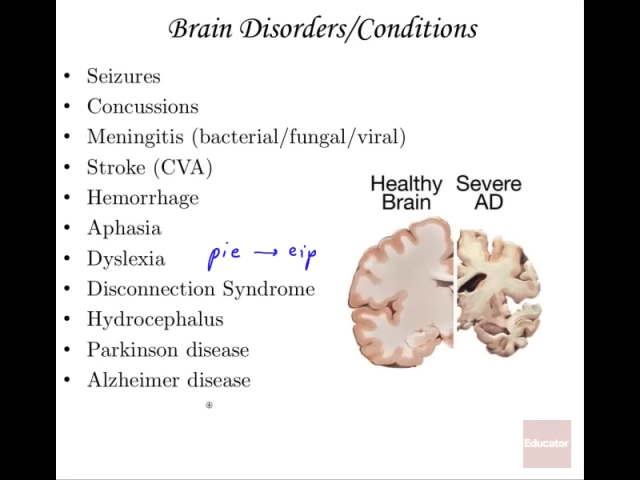 Brain Disorders/Conditions
• Seizures
• Concussions
• Meningitis (bacterial/fungal/viral)
• Stroke (CVA)
• Hemorrhage
• Aphasia
• Dyslexia pie → eip
• Disconnection Syndrome
• Hydrocephalus
• Parkinson disease
• Alzheimer disease
Healthy Brain
Severe AD
Educator